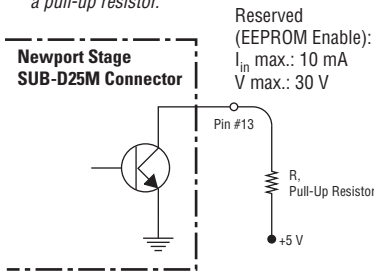 a pull-up resistor.
Reserved
(EEPROM Enable):
Iin max.: 10 mA
V max.: 30 V
Newport Stage
SUB-D25M Connector
Pin #13
R,
Pull-Up Resistor
+5 V